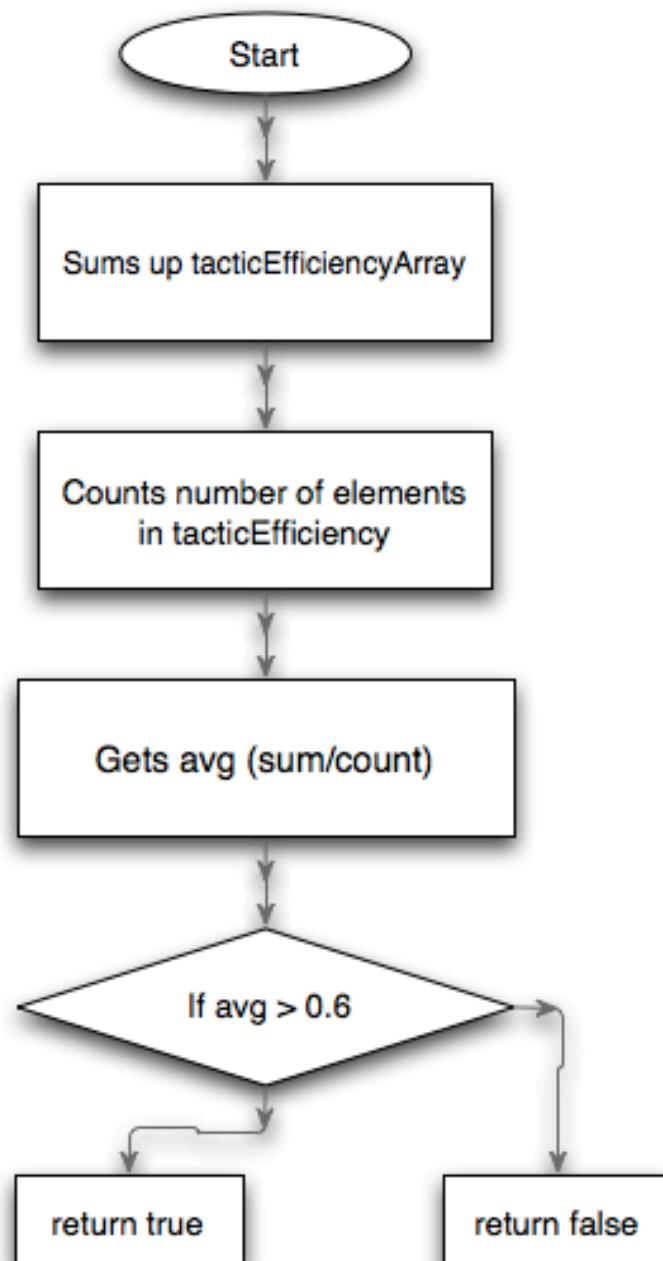 Start
Sums up tacticEfficiencyArray
Counts number of elements
in tacticEfficiency
Gets avg (sum/count)
If avg > 0.6
return true
return false